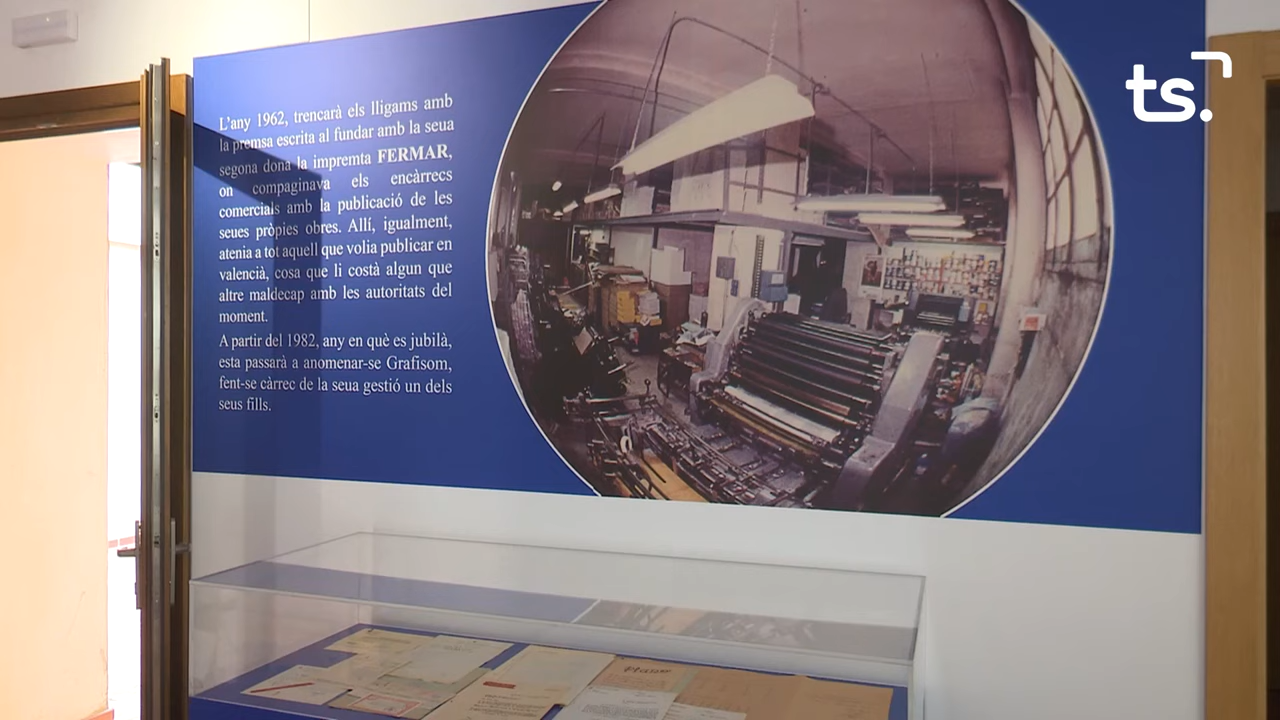 ts.
L'any 1962, trencarà els lligams amb
la premsa escrita al fundar amb la seua
segona dona la impremta FERMAR,
on compaginava els encàrrecs
comercials amb la publicació de les
seues pròpies obres. Allí, igualment,
atenia a tot aquell que volia publicar en
valencià, cosa que li costà algun que
altre maldecap amb les autoritats del
moment.
A partir del 1982, any en què es jubilà,
esta passarà a anomenar-se Grafisom,
fent-se càrrec de la seua gestió un dels
seus fills.